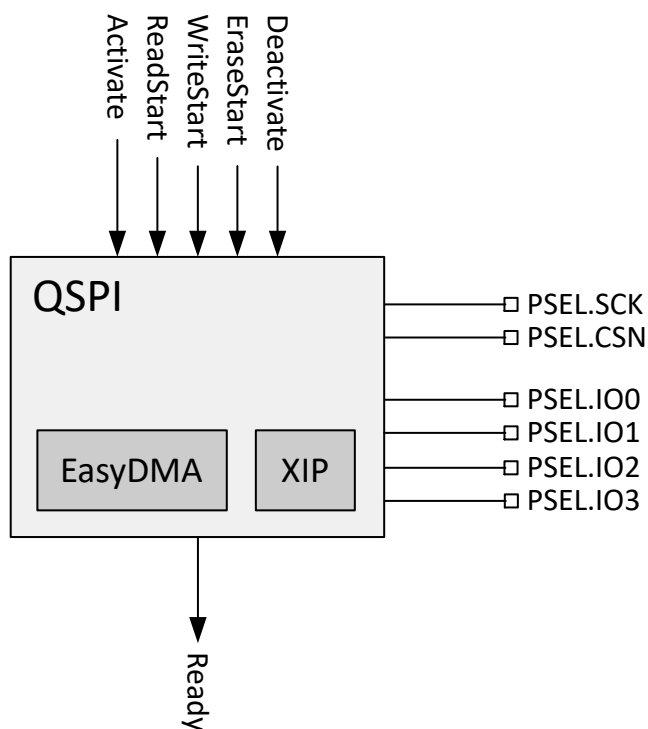 Activate
ReadStart
WriteStart
EraseStart
Deactivate
QSPI
PSEL.SCK
PSEL.CSN
PSEL.IO0
PSEL.IO1
PSEL.IO2
PSEL.IO3
EasyDMA
XIP
Ready